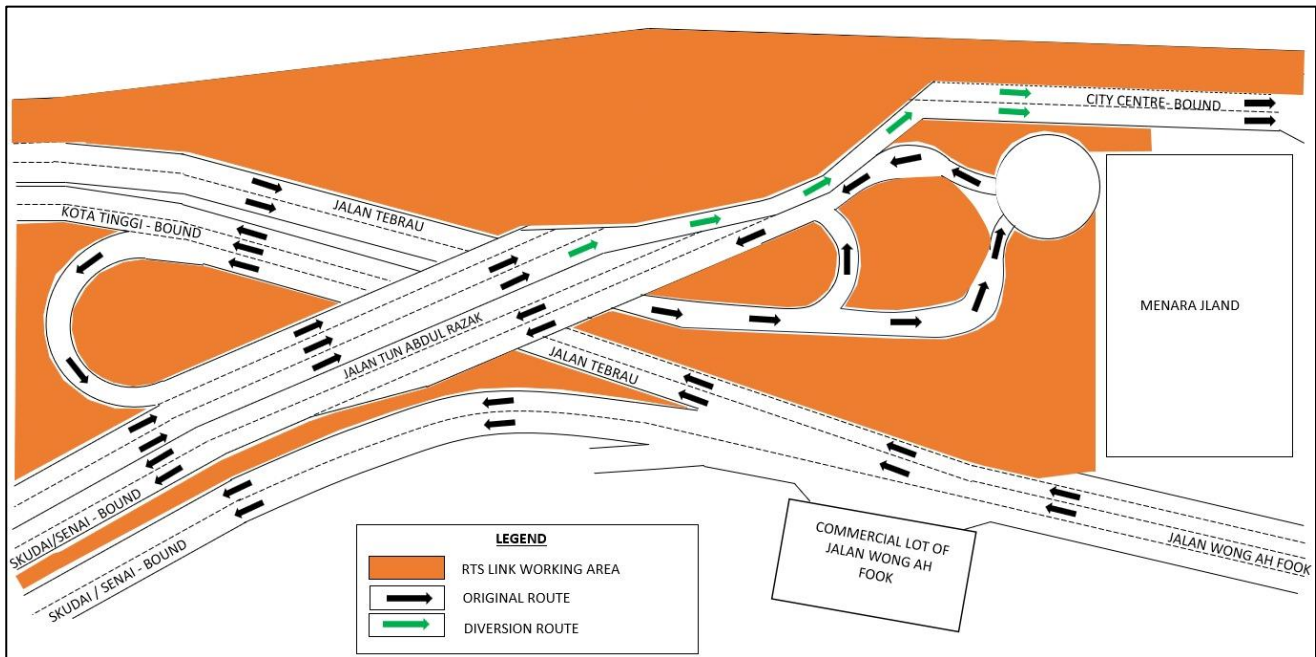 CITY CENTRE- BOUND
JALAN TEBRAU
KOTA TINGGI - BOUND
MENARA JLAND
JALAN TUN ABDUL RAZAK
JALAN TEBRAU
SKUDAI/SENAI - BOUND
SKUDAI / SENAI - BOUND
COMMERCIAL LOT OF
JALAN WONG AH
FOOK
JALAN WONG AH FOOK
LEGEND
RTS LINK WORKING AREA
ORIGINAL ROUTE
DIVERSION ROUTE